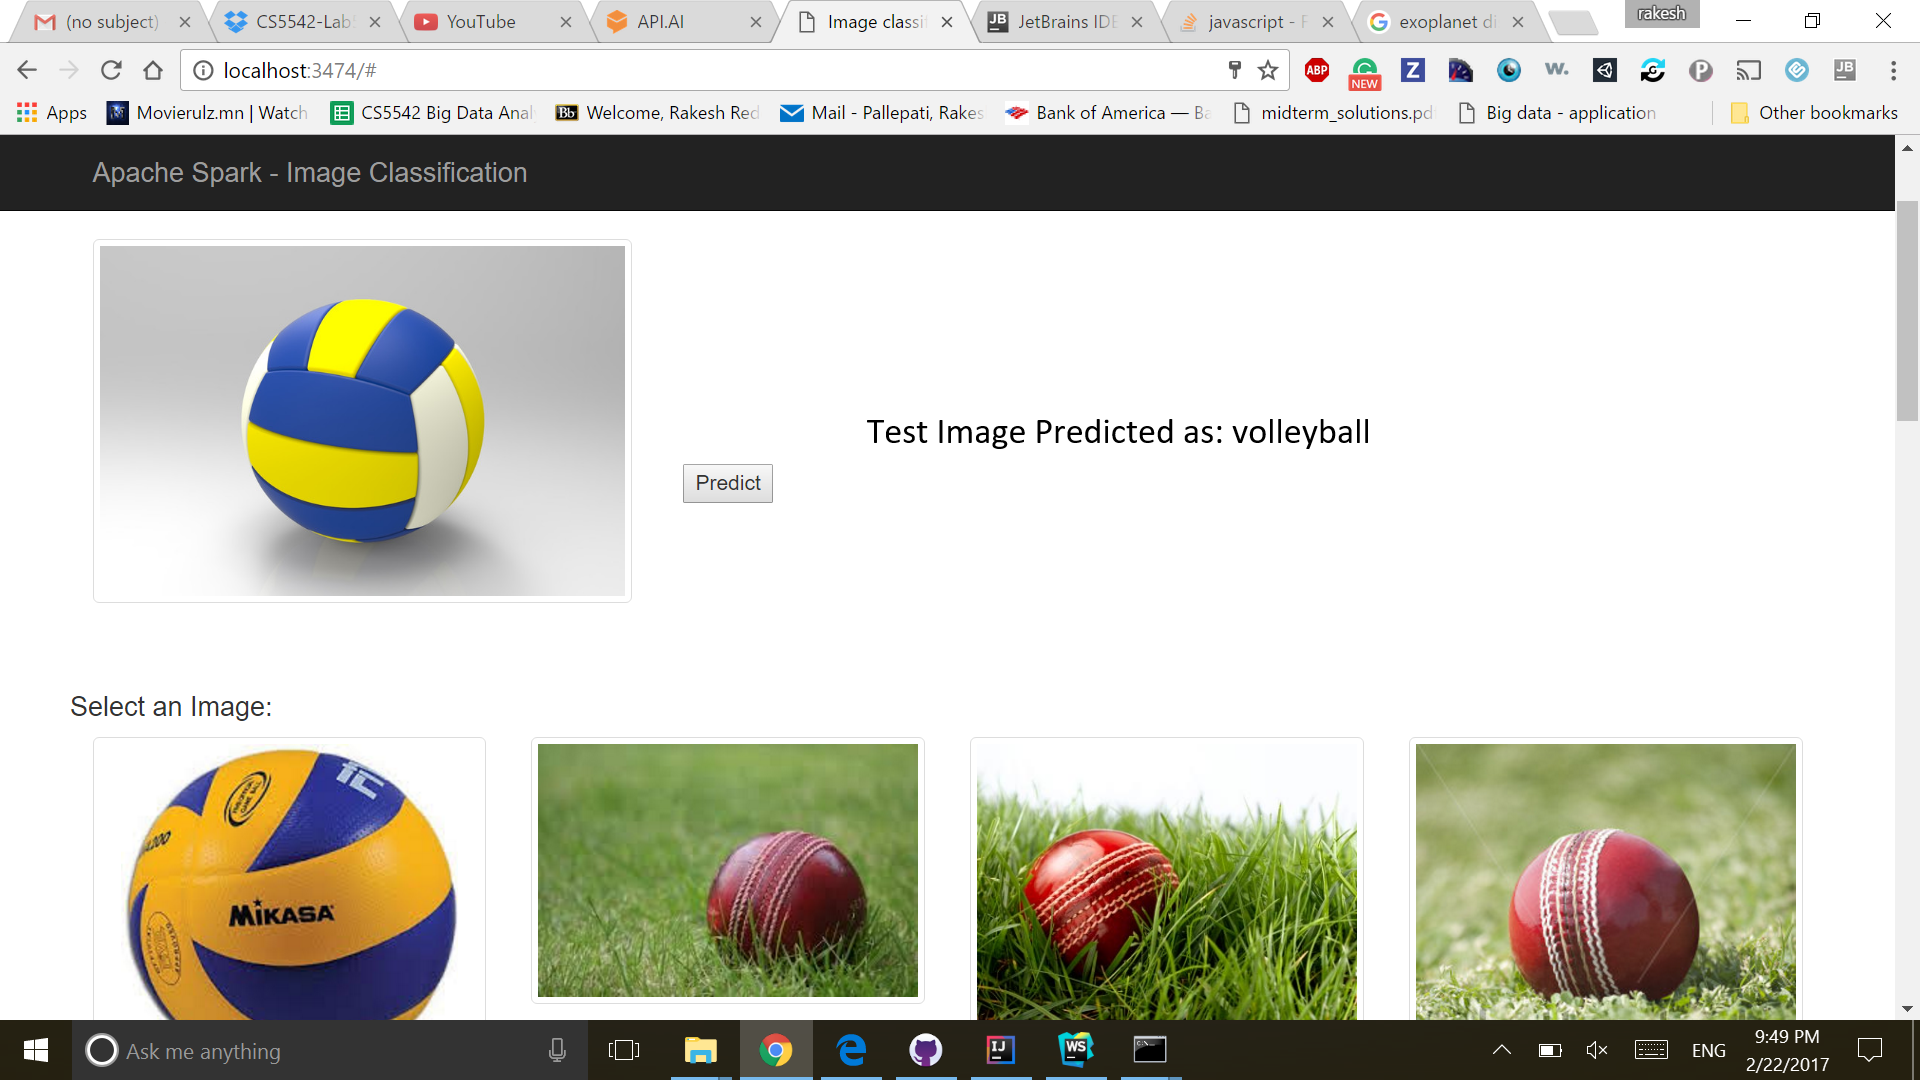 (no subject)
CS5542-Lab
YouTube
API.AI
Image classi
JetBrains IDE
javascript -
exoplanet di
rakesh
localhost:3474/#
ABP
NEW
Z
w.
P
JB
Apps
Movierulz.mn | Watch
CS5542 Big Data Anal
Bb
Welcome, Rakesh Red
Mail - Pallepati, Rakes
Bank of America — Ba
midterm_solutions.pd
Big data - application
Other bookmarks
Apache Spark - Image Classification
Test Image Predicted as: volleyball
Predict
Select an Image:
MIKASA
Ask me anything
IJ
WS
ENG
9:49 PM
2/22/2017